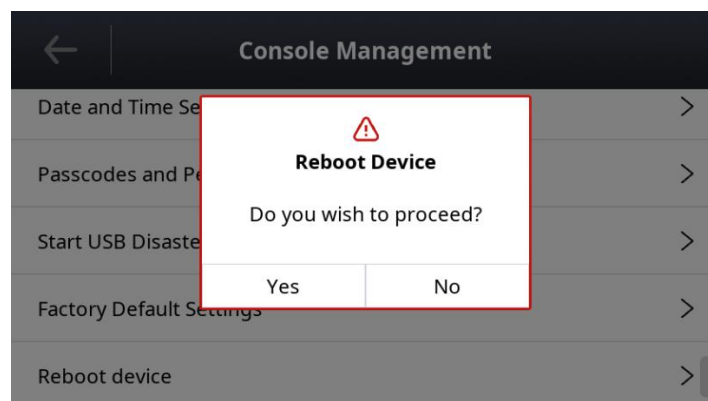 Console Management
Date and Time Se
Reboot Device
Passcodes and Pe
Do you wish to proceed?
Start USB Disaste
Yes
No
Factory Default Settings
Reboot device